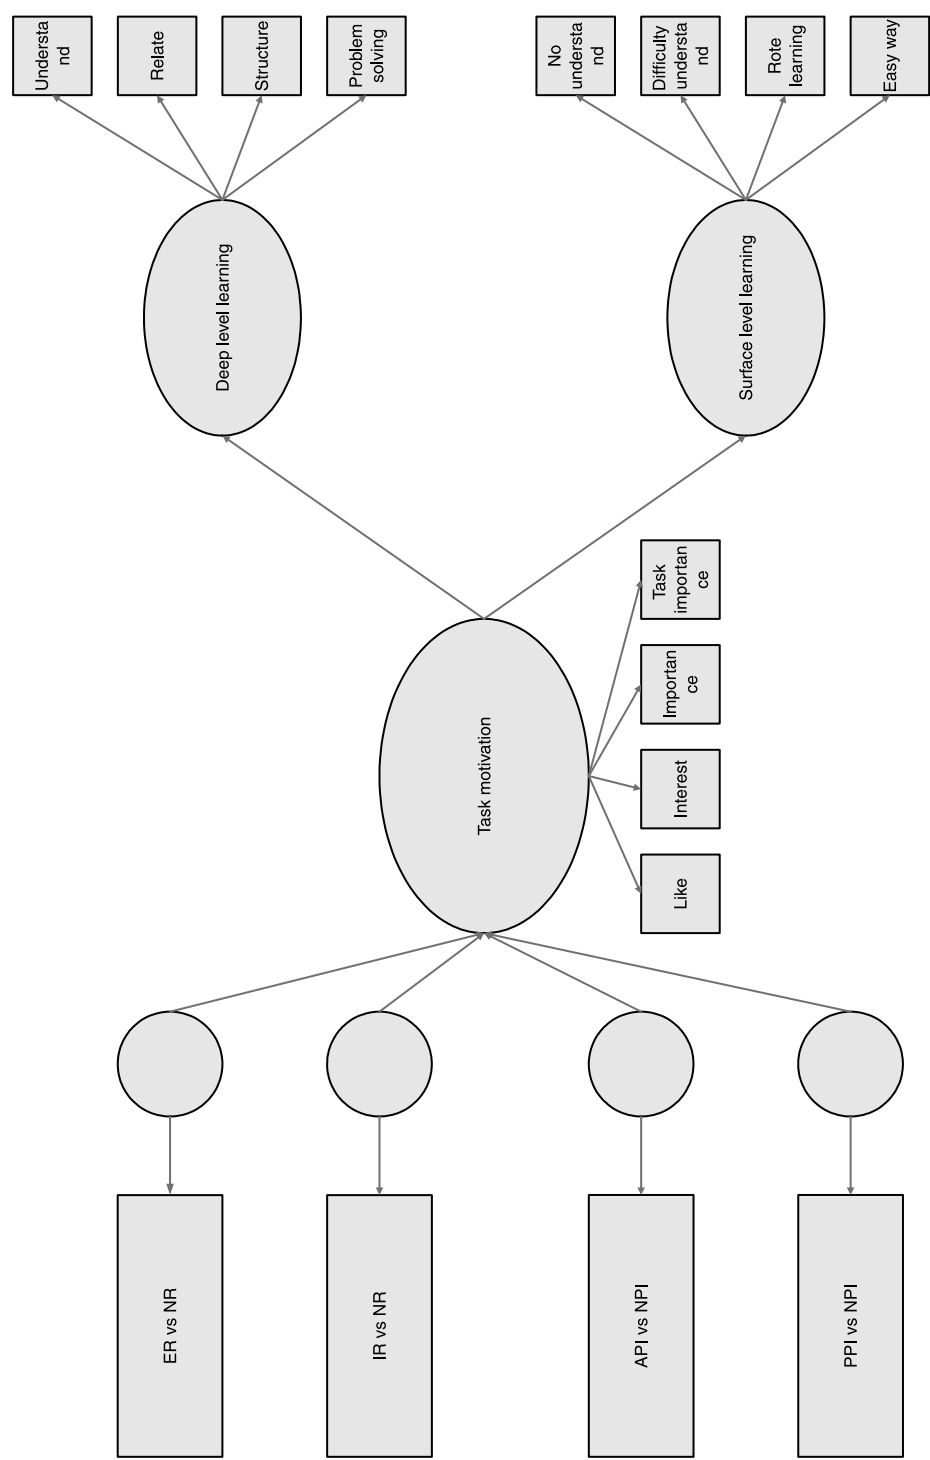 Understa
nd
Relate
Structure
Problem
solving
No
understa
nd
Difficulty
understa
nd
Rote
learning
Easy way
Deep level learning
Surface level learning
Task
importan
ce
Importan
ce
Interest
Like
Task motivation
ER vs NR
IR vs NR
API vs NPI
PPI vs NPI